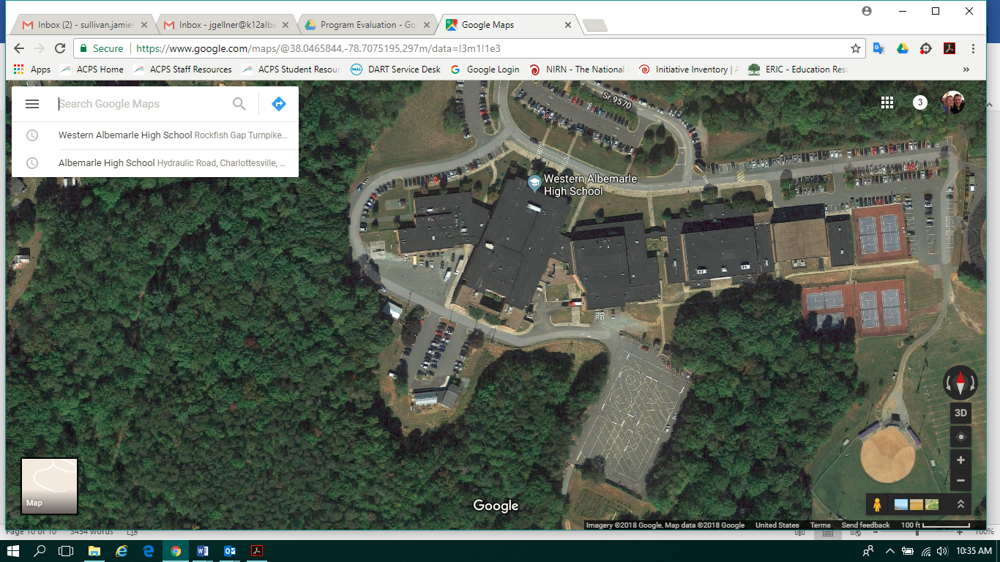 Inbox (2) - sullivan.jamiel
Inbox - jgellner@k12albe
Program Evaluation - Goo
Google Maps
Secure
https://www.google.com/maps/@38.0465844,-78.7075195,297m/data=!3m1!1e3
Apps
ACPS Home
ACPS Staff Resources
ACPS Student Resour
DART Service Desk
Google Login
NIRN - The National
Initiative Inventory | A
ERIC - Education Res
Search Google Maps
3
Western Albemarle High School Rockfish Gap Turnpike...
Albemarle High School Hydraulic Road, Charlottesville, ...
Sr 9570
Western Albemarle
High School
3D
Map
Google
Imagery ©2018 Google, Map data ©2018 Google United States Terms Send feedback 100 ft
Page 10 of 10 3454 words
100%
10:35 AM